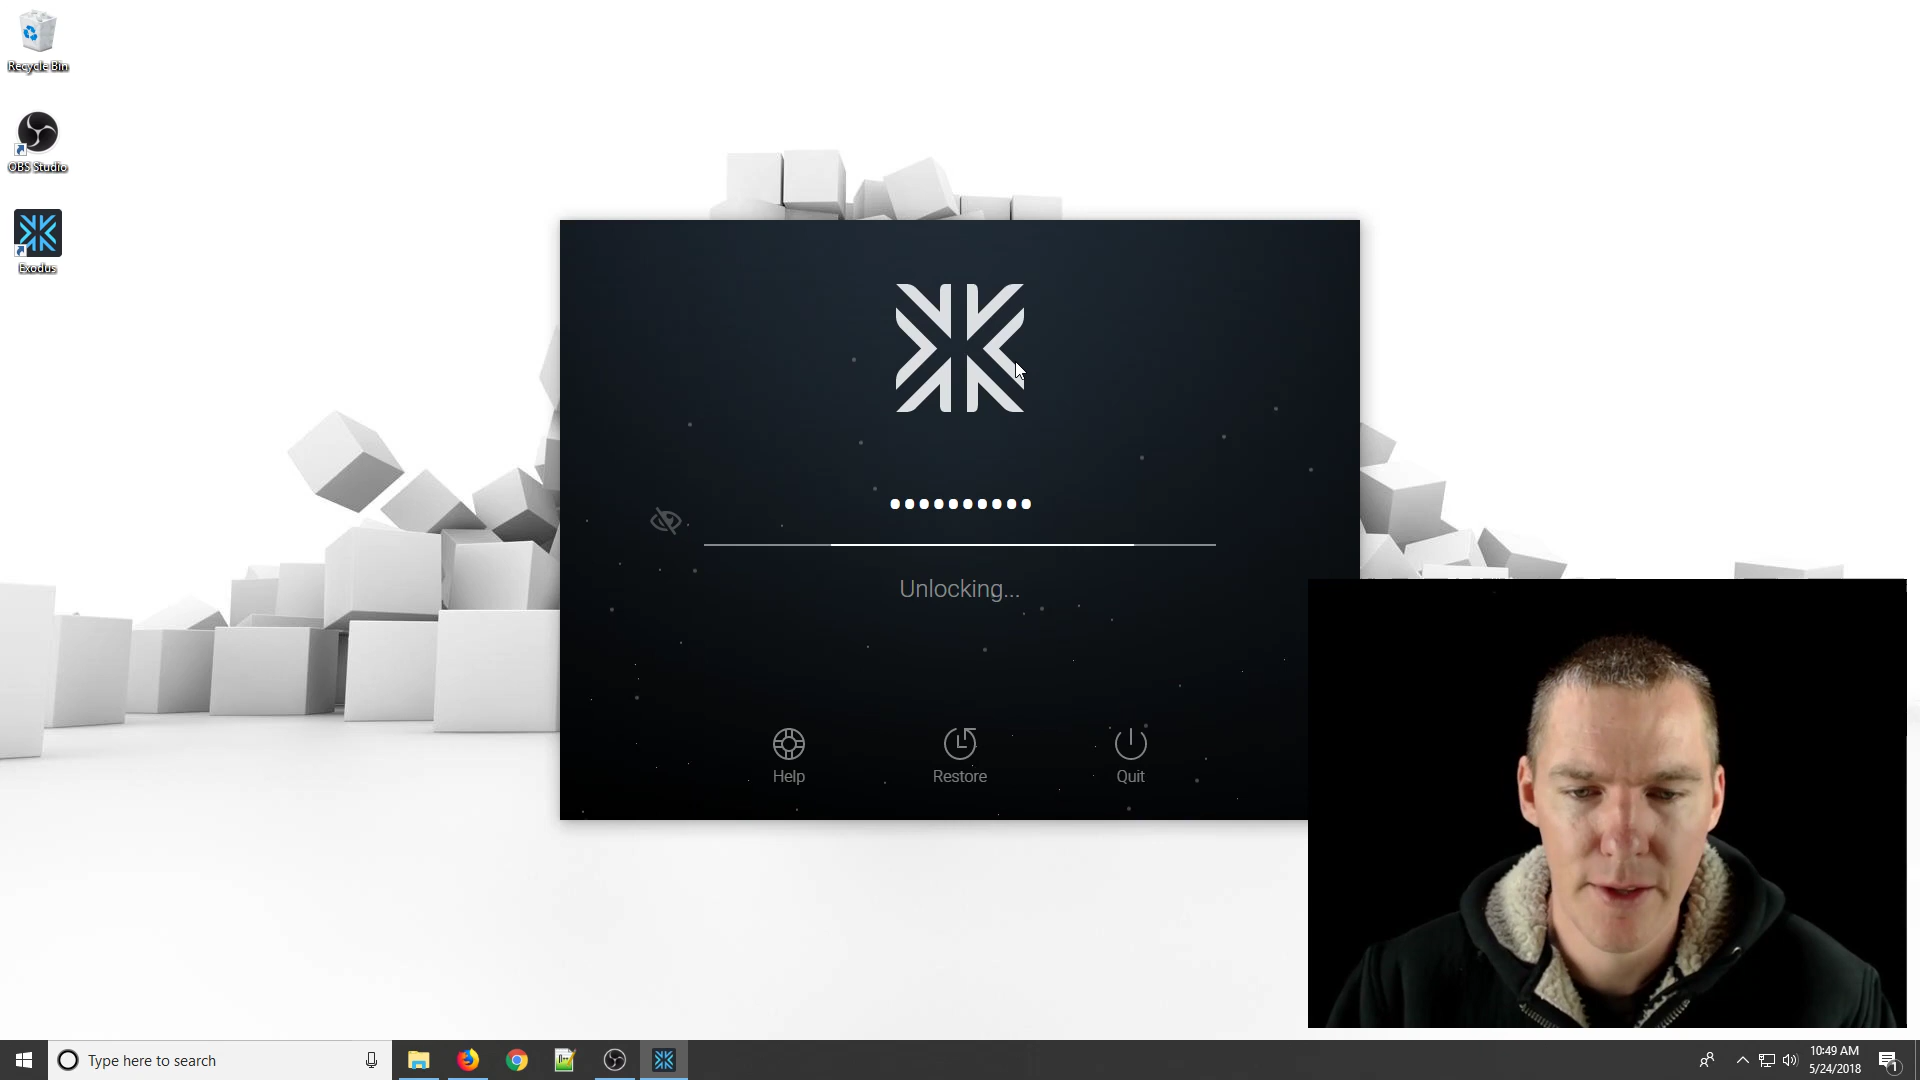 Recycle Bin
OBS Studio
Exodus
••••••••••
Unlocking...
Help
Restore
Quit
Type here to search
10:49 AM
5/24/2018
1